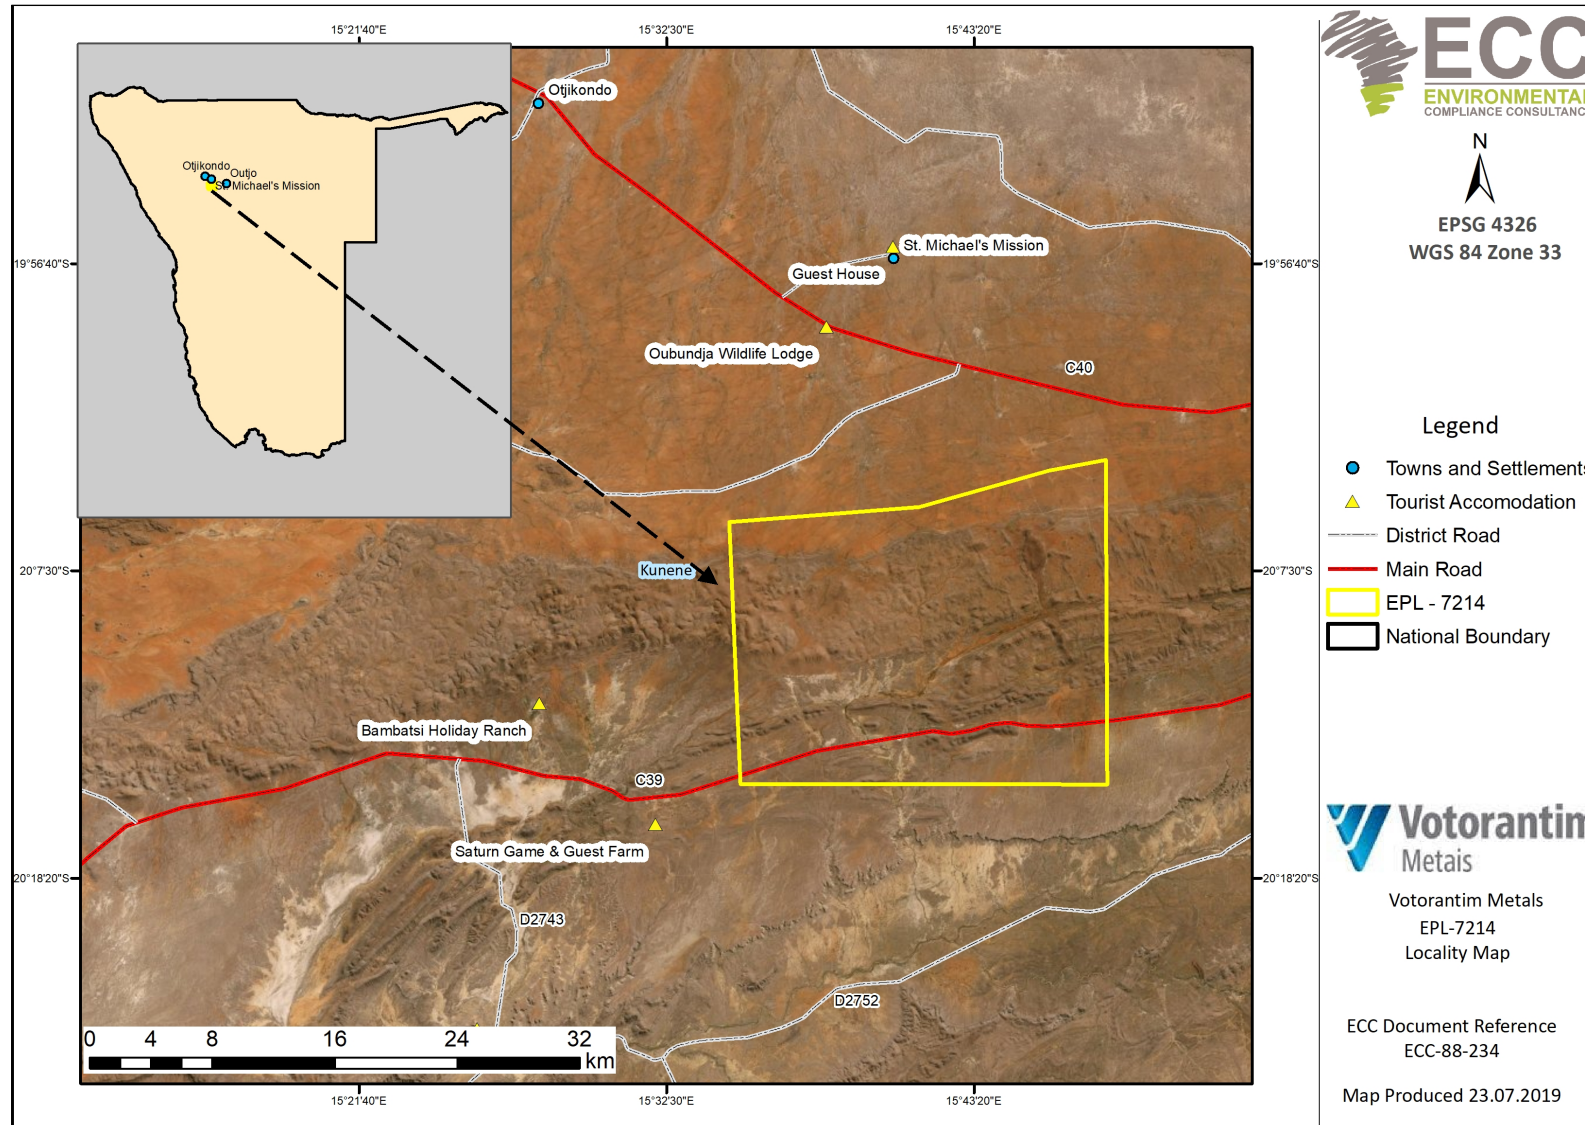 15°21'40"E
15°32'30"E
15°43'20"E
ECC
ENVIRONMENTAL
COMPLIANCE CONSULTANC
N
EPSG 4326
WGS 84 Zone 33
Otjikondo
Otjikondo
Outjo
St. Michael's Mission
St. Michael's Mission
Guest House
19°56'40"S
19°56'40"S
Oubundja Wildlife Lodge
C40
Legend
Towns and Settlements
Tourist Accomodation
District Road
Main Road
EPL - 7214
National Boundary
20°7'30"S
Kunene
20°7'30"S
Bambatsi Holiday Ranch
C39
Saturn Game & Guest Farm
20°18'20"S
20°18'20"S
D2743
D2752
Votorantim
Metais
Votorantim Metals
EPL-7214
Locality Map
ECC Document Reference
ECC-88-234
Map Produced 23.07.2019
0 4 8 16 24 32
km
15°21'40"E
15°32'30"E
15°43'20"E